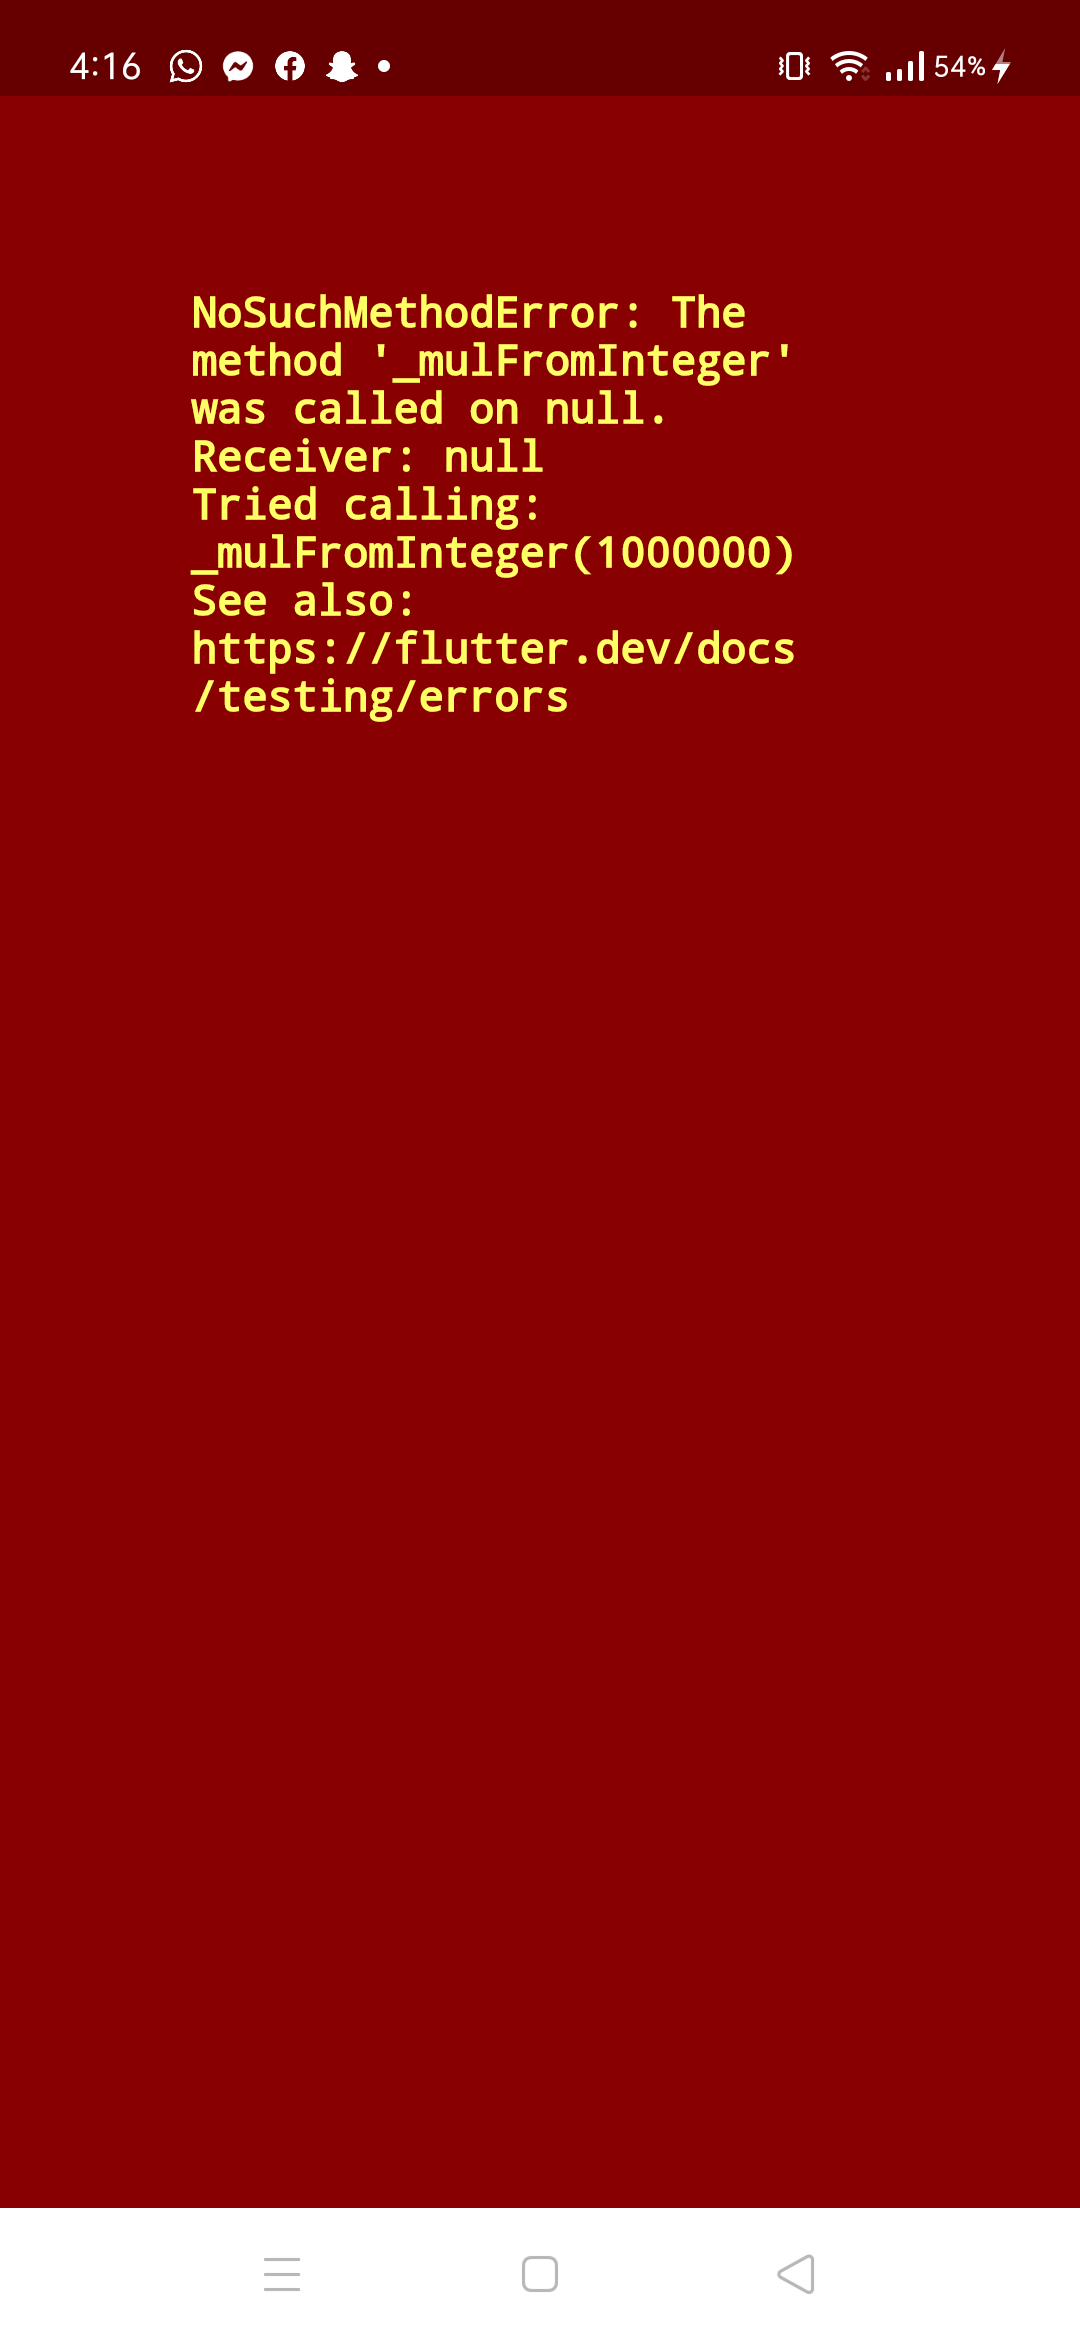 4:16
54%
NoSuchMethodError: The
method '_mulFromInteger'
was called on null.
Receiver: null
Tried calling:
_mulFromInteger(1000000)
See also:
https://flutter.dev/docs
/testing/errors